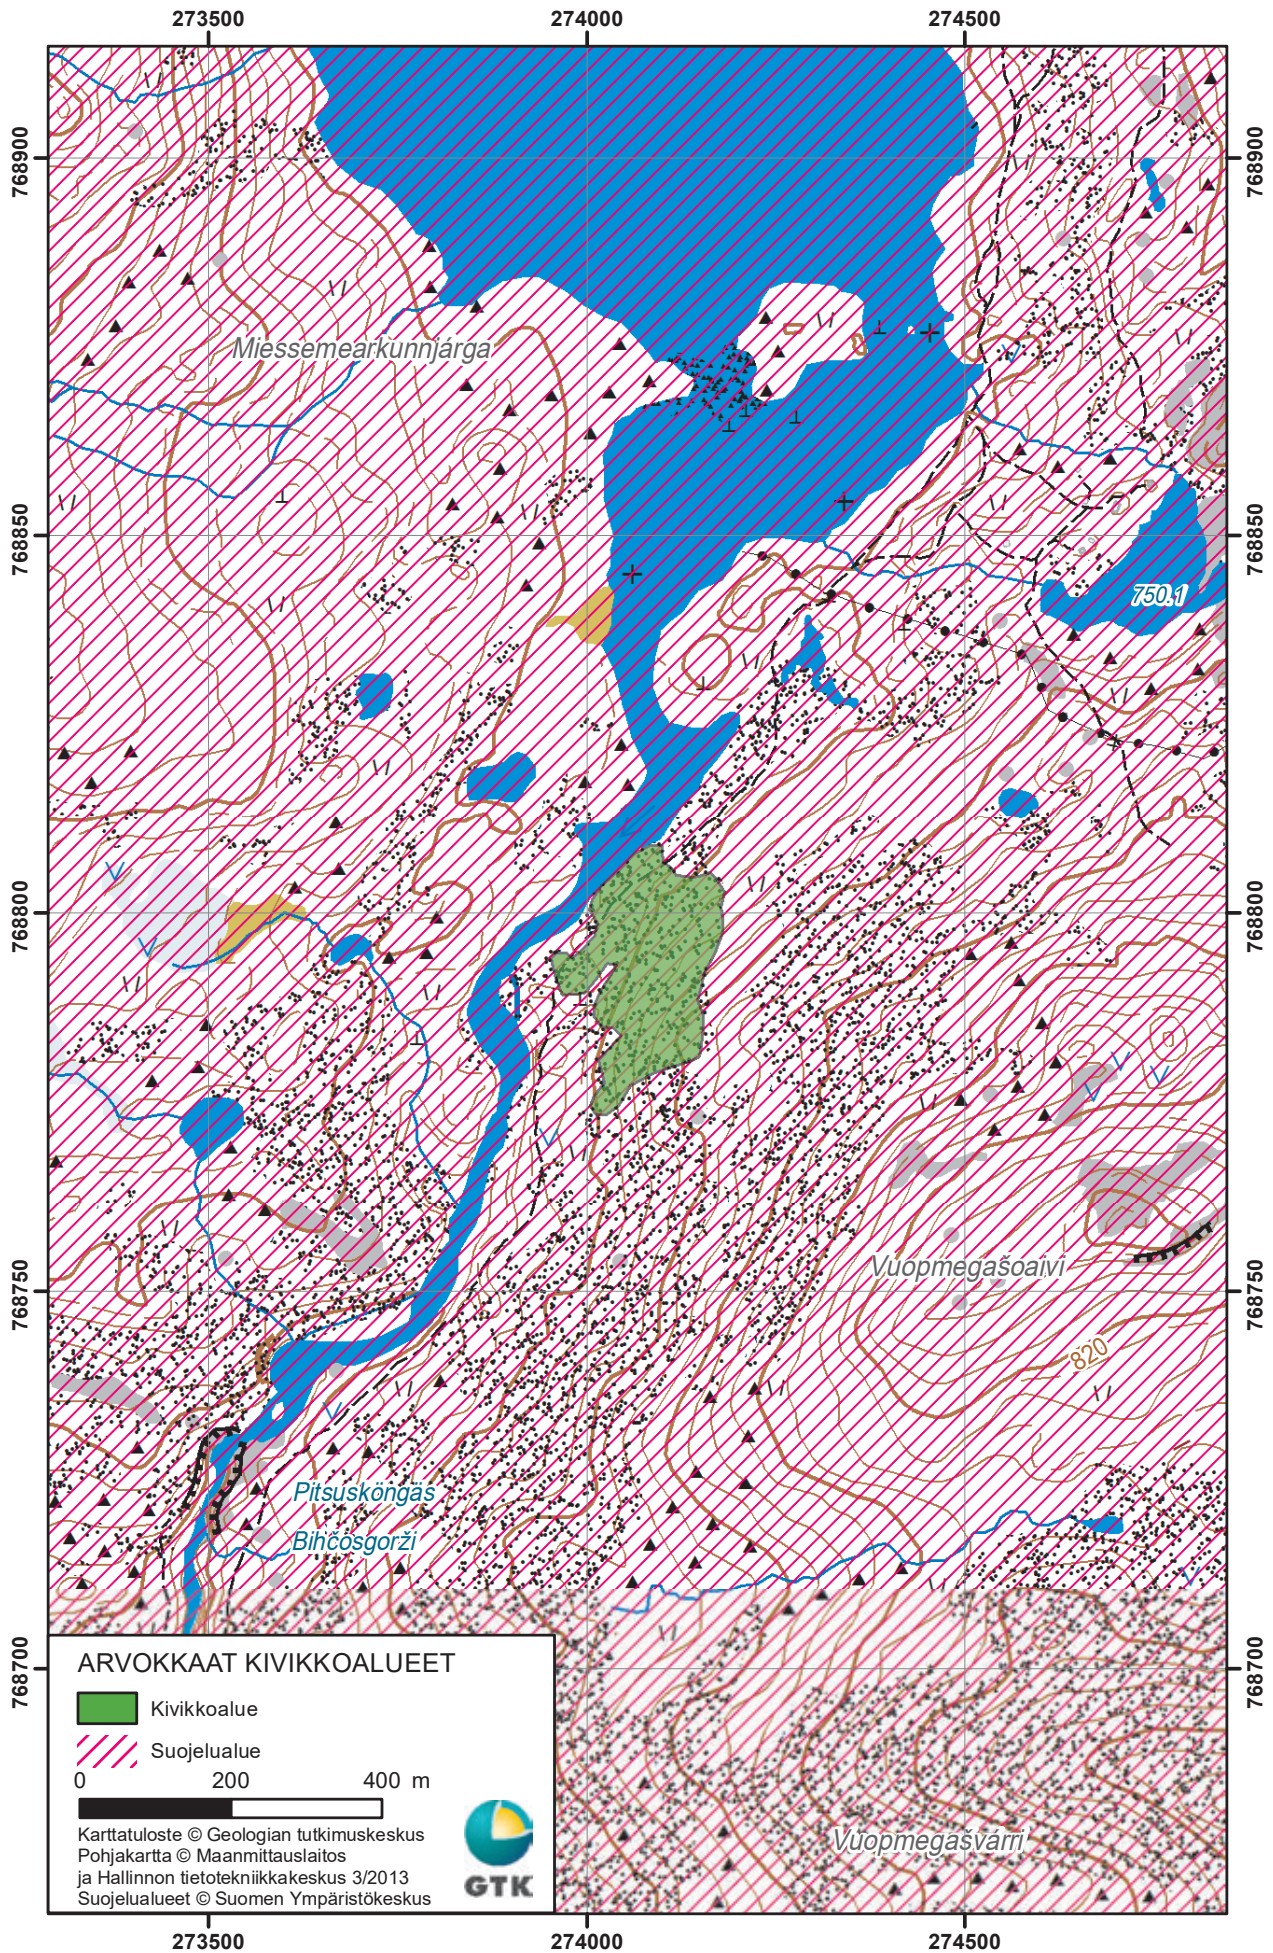 273500 274000 274500
768900 768900
Miessemearkunnjárga
768850 768850
750.1
768800 768800
Vuopmegašoaivi
768750 768750
820
Pitsusköngäs
Bihčosgorži
768700 768700
ARVOKKAAT KIVIKKOALUEET
Kivikkoalue
Suojelualue
0 200 400 m
Karttatuloste © Geologian tutkimuskeskus
Pohjakartta © Maanmittauslaitos
ja Hallinnon tietotekniikkakeskus 3/2013
Suojelualueet © Suomen Ympäristökeskus
GTK
Vuopmegašvárri
273500 274000 274500